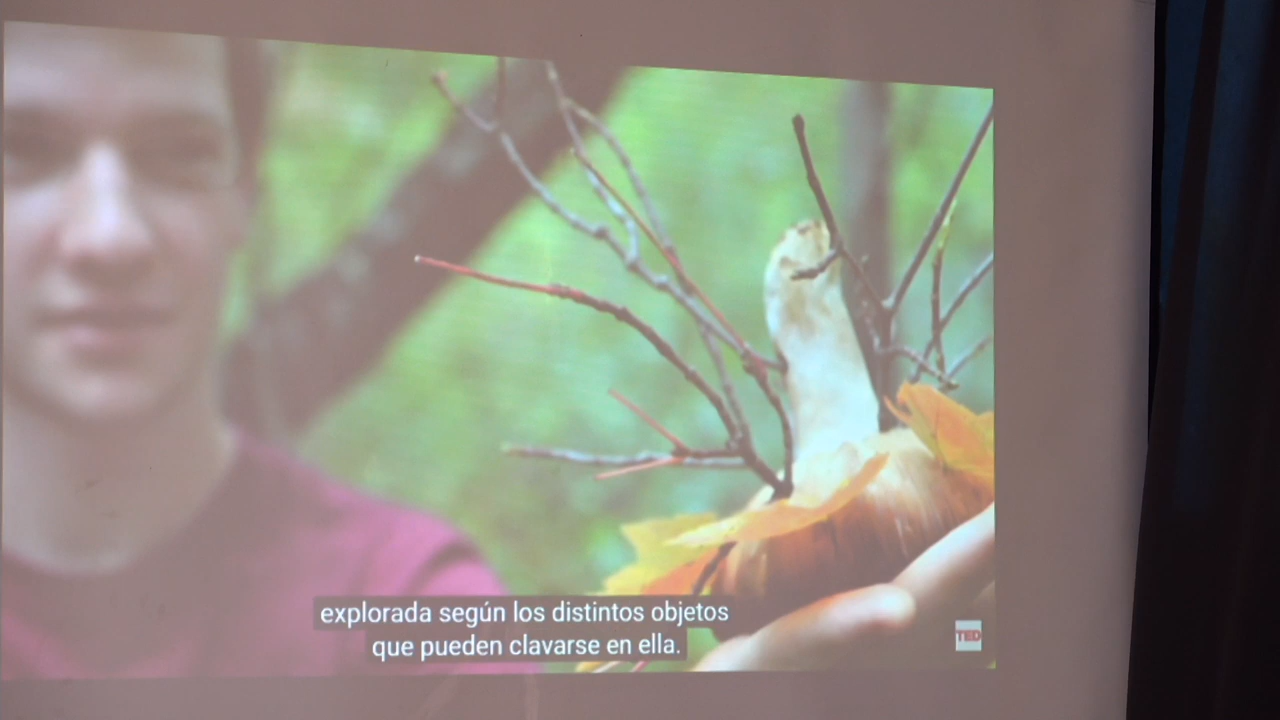 explorada según los distintos objetos
que pueden clavarse en ella.
TED